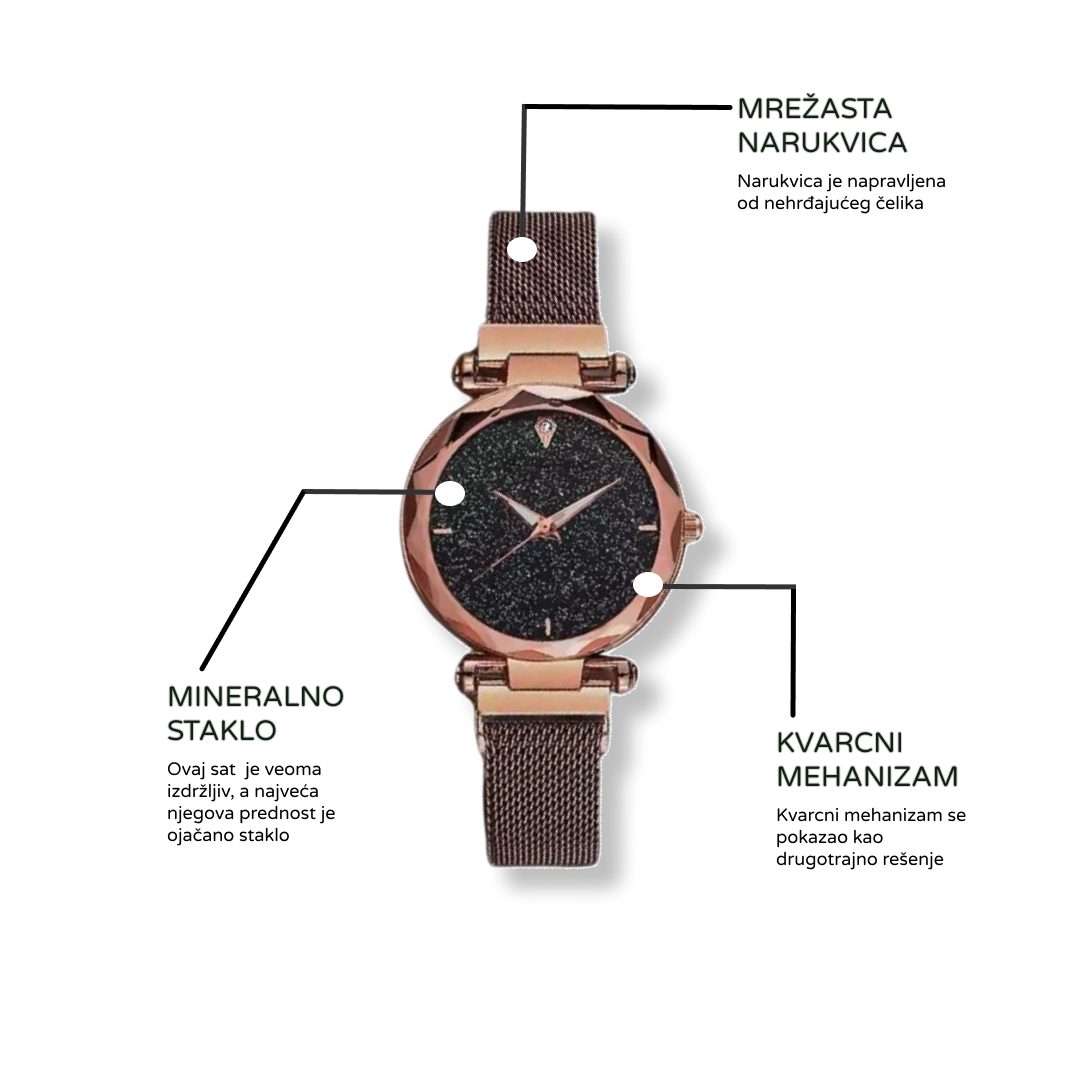 MREŽASTA
NARUKVICA
Narukvica je napravljena
od nehrđajućeg čelika
MINERALNO
STAKLO
Ovaj sat  je veoma
izdržljiv, a najveća
njegova prednost je
ojačano staklo
KVARCNI
MEHANIZAM
Kvarcni mehanizam se
pokazao kao
drugotrajno rešenje